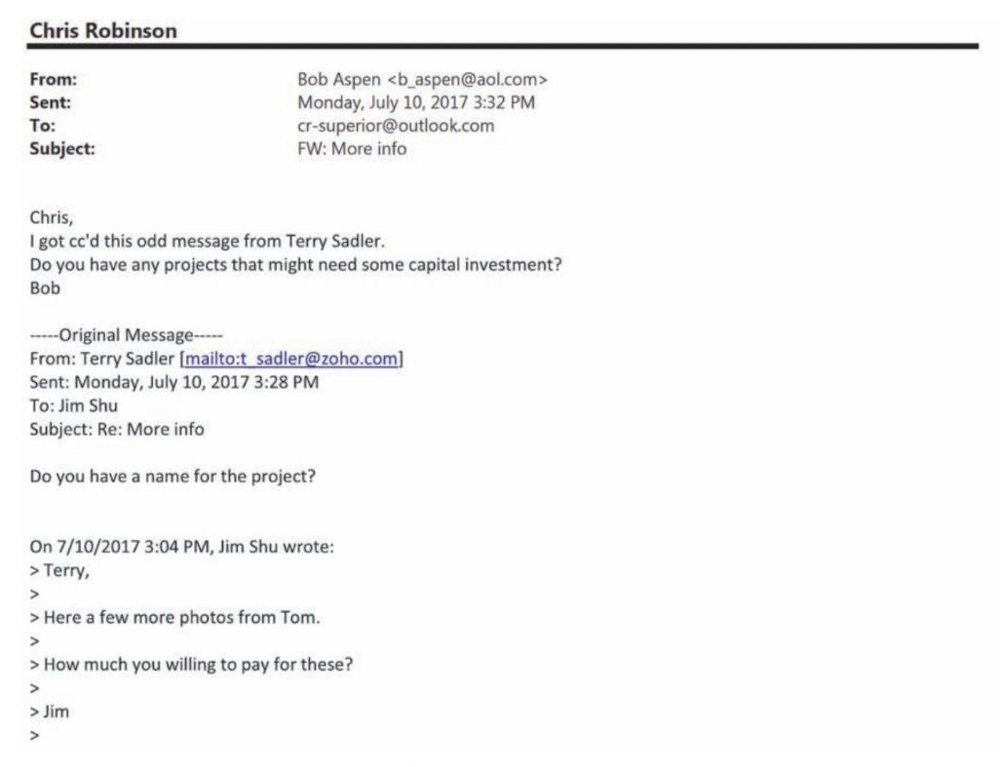 Chris Robinson
From: Bob Aspen <b_aspen@aol.com>
Sent: Monday, July 10, 2017 3:32 PM
To: cr-superior@outlook.com
Subject: FW: More info
Chris,
I got cc'd this odd message from Terry Sadler.
Do you have any projects that might need some capital investment?
Bob
-----Original Message-----
From: Terry Sadler [mailto:t_sadler@zoho.com]
Sent: Monday, July 10, 2017 3:28 PM
To: Jim Shu
Subject: Re: More info
Do you have a name for the project?
On 7/10/2017 3:04 PM, Jim Shu wrote:
> Terry,
>
> Here a few more photos from Tom.
>
> How much you willing to pay for these?
>
> Jim
>